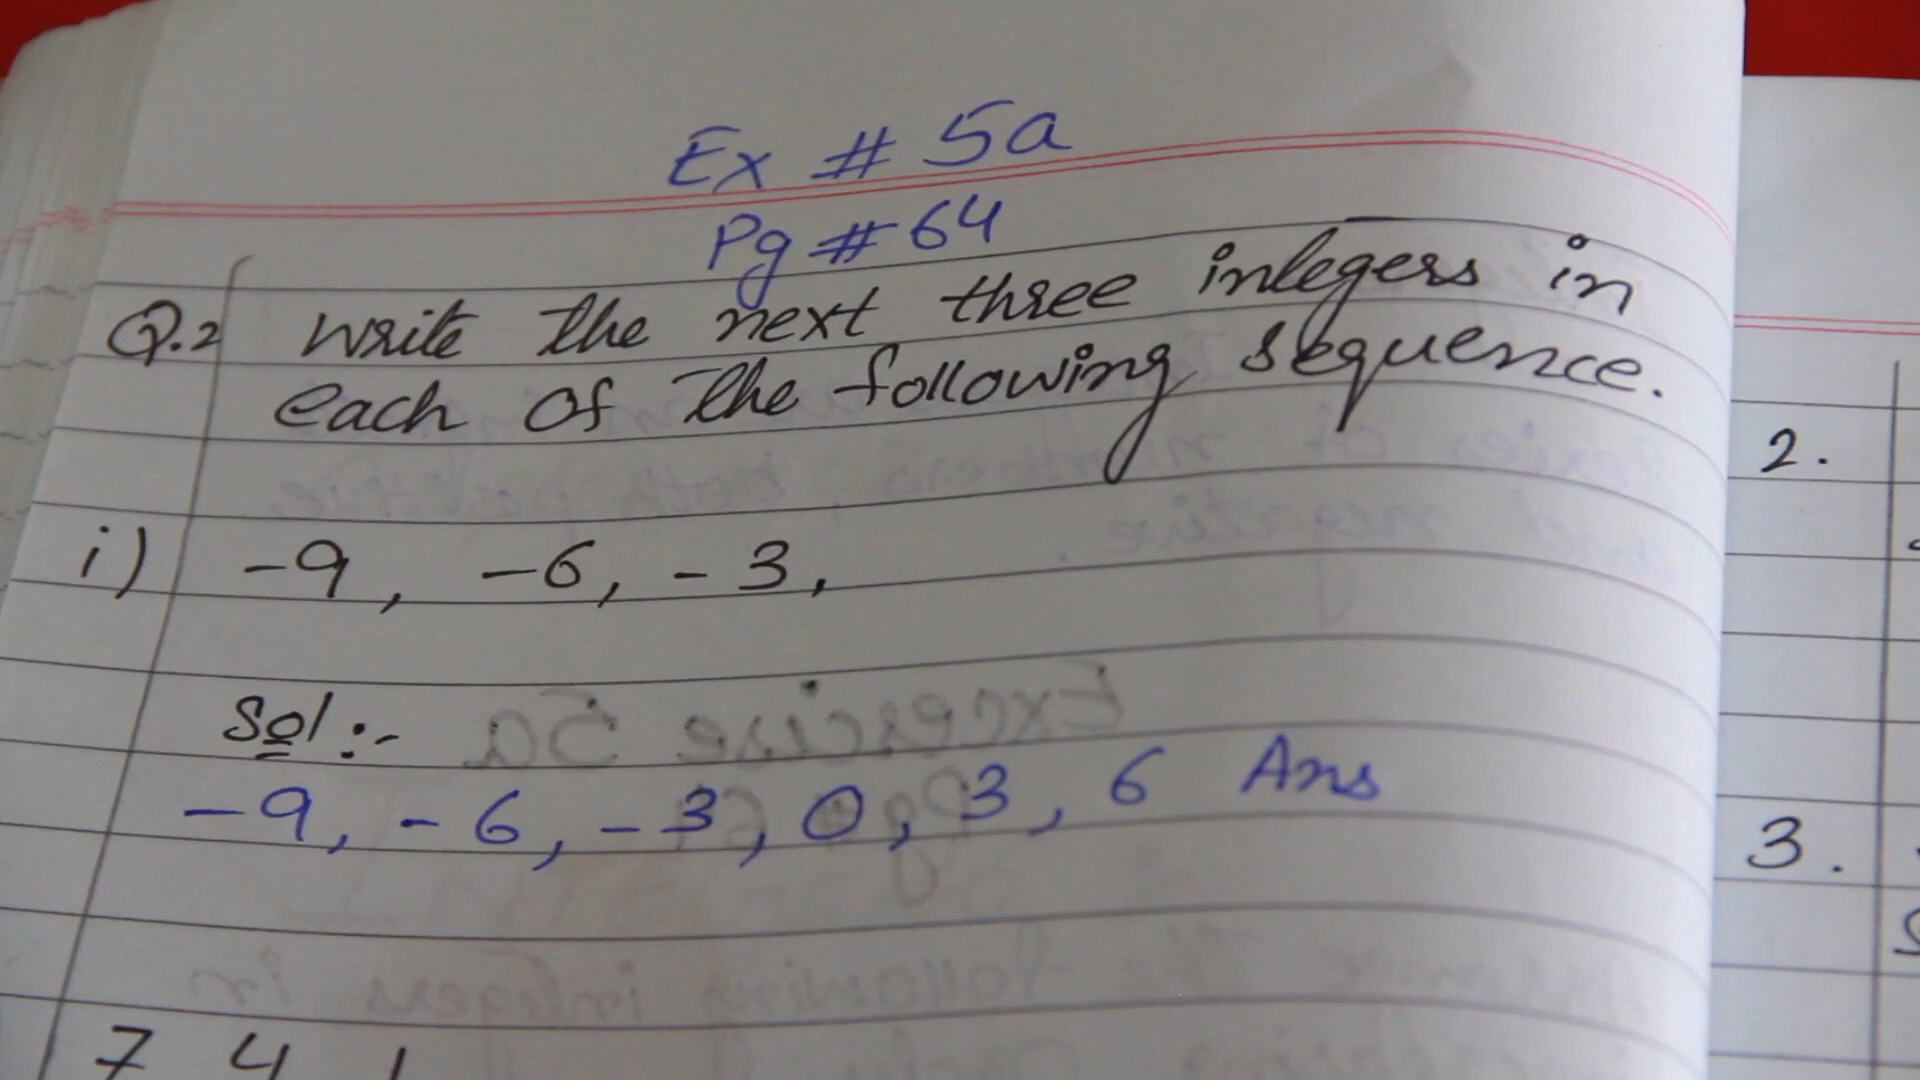 Ex # 5a
Pg # 64
Q.2 write the next three integers in
each of the following sequence.
i) -9, -6, -3,
Sol :-
-9, -6, -3, 0, 3, 6 Ans
7 4 1
2.
3.